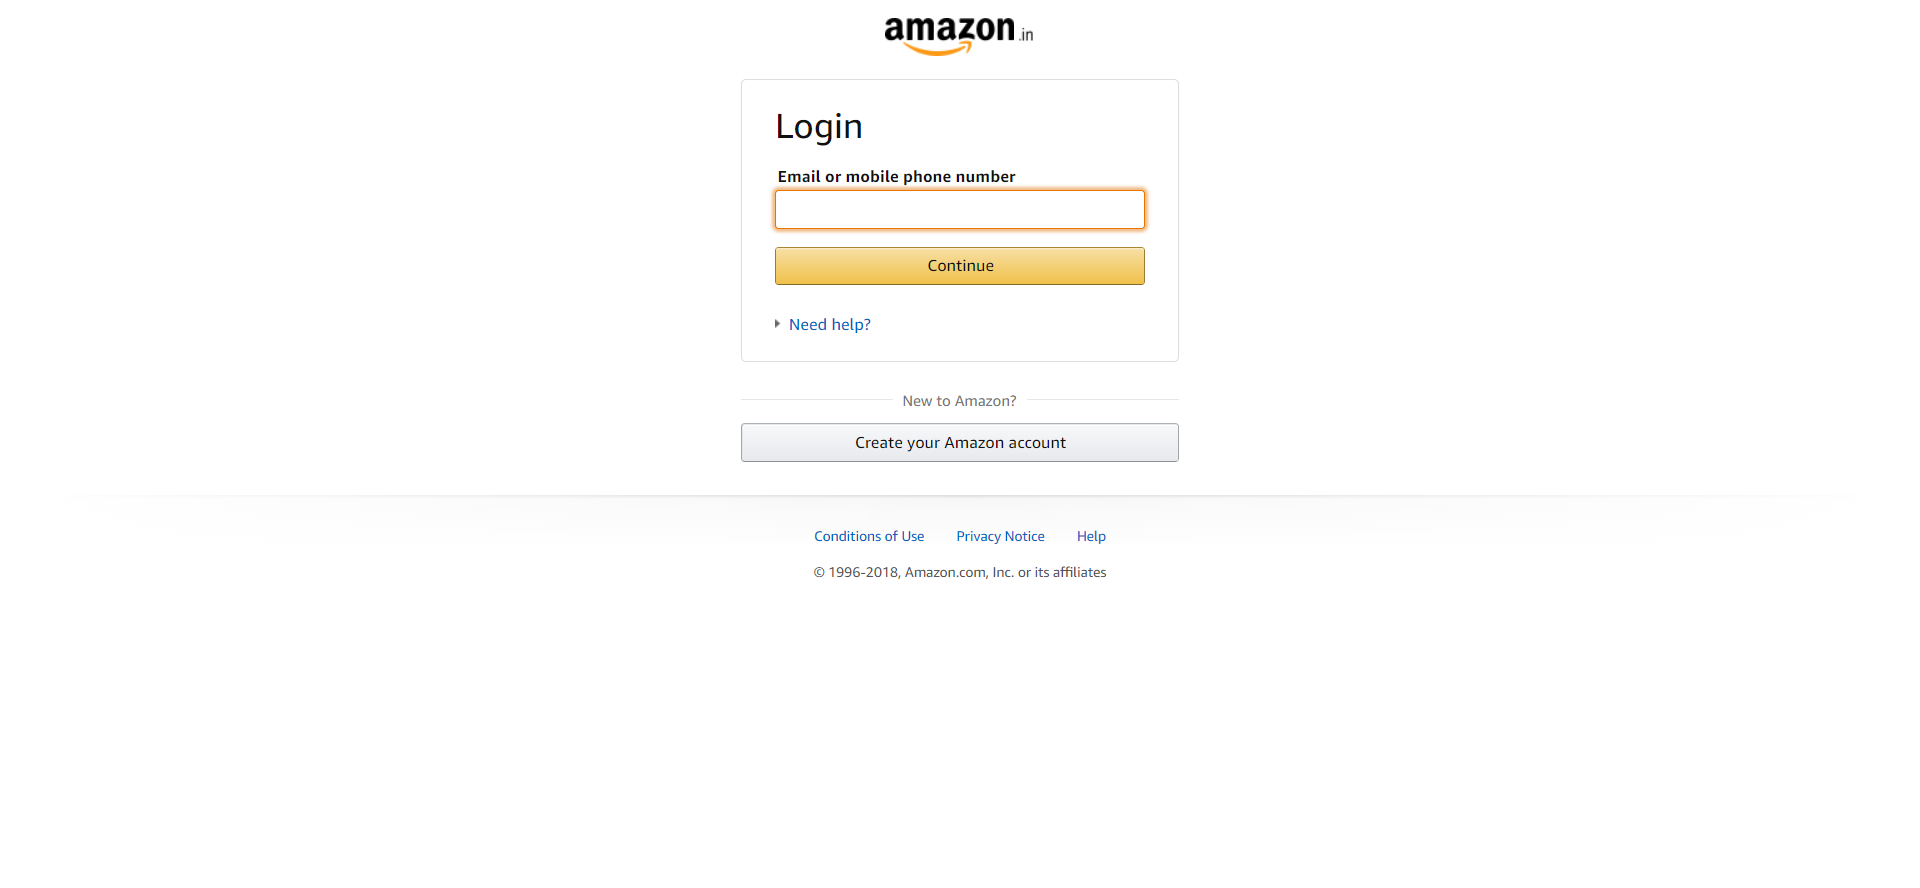 amazon.in
Login
Email or mobile phone number
Continue
Need help?
New to Amazon?
Create your Amazon account
Conditions of Use Privacy Notice Help
© 1996-2018, Amazon.com, Inc. or its affiliates